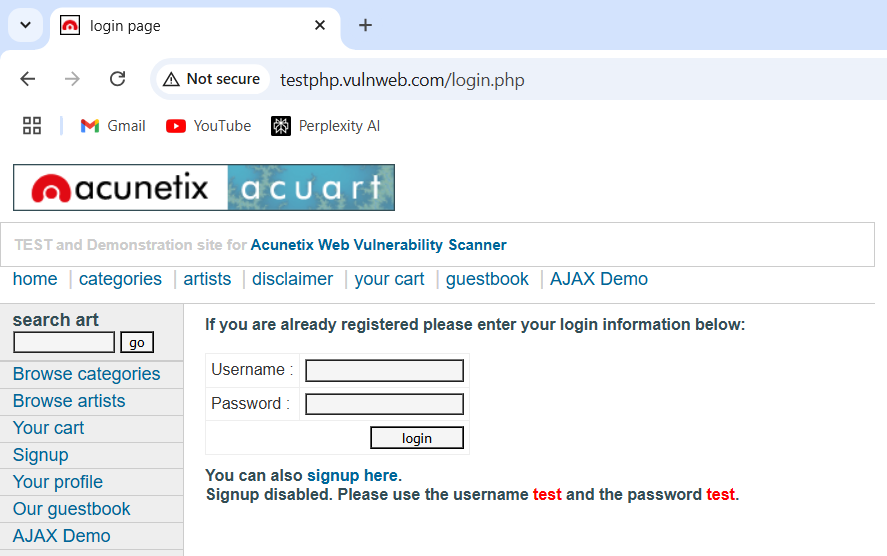 login page
Not secure
testphp.vulnweb.com/login.php
Gmail YouTube Perplexity AI
acunetix acuart
TEST and Demonstration site for Acunetix Web Vulnerability Scanner
home | categories | artists | disclaimer | your cart | guestbook | AJAX Demo
search art
go
Browse categories
Browse artists
Your cart
Signup
Your profile
Our guestbook
AJAX Demo
If you are already registered please enter your login information below:
Username :
Password :
login
You can also signup here.
Signup disabled. Please use the username test and the password test.